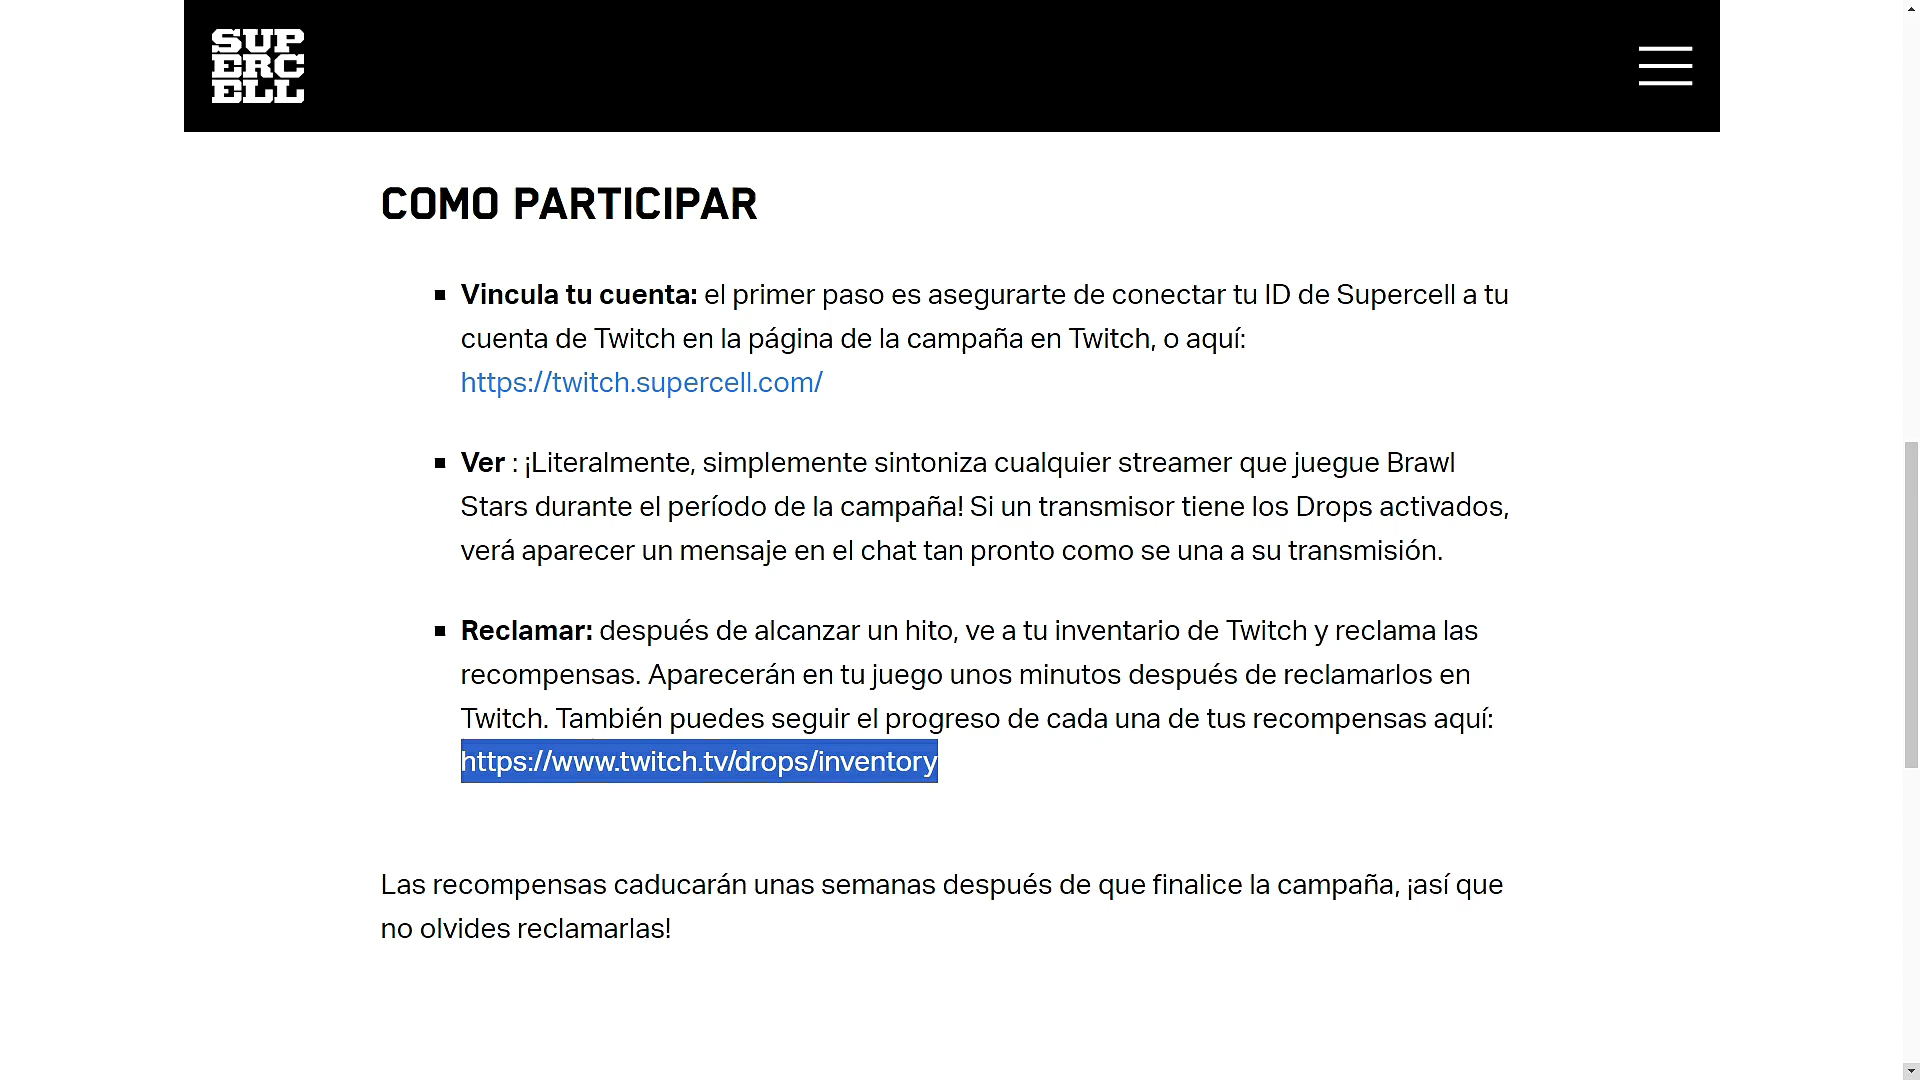 SUP
ERC
ELL
COMO PARTICIPAR
Vincula tu cuenta: el primer paso es asegurarte de conectar tu ID de Supercell a tu
cuenta de Twitch en la página de la campaña en Twitch, o aquí:
https://twitch.supercell.com/
Ver : ¡Literalmente, simplemente sintoniza cualquier streamer que juegue Brawl
Stars durante el período de la campaña! Si un transmisor tiene los Drops activados,
verá aparecer un mensaje en el chat tan pronto como se una a su transmisión.
Reclamar: después de alcanzar un hito, ve a tu inventario de Twitch y reclama las
recompensas. Aparecerán en tu juego unos minutos después de reclamarlos en
Twitch. También puedes seguir el progreso de cada una de tus recompensas aquí:
https://www.twitch.tv/drops/inventory
Las recompensas caducarán unas semanas después de que finalice la campaña, ¡así que
no olvides reclamarlas!